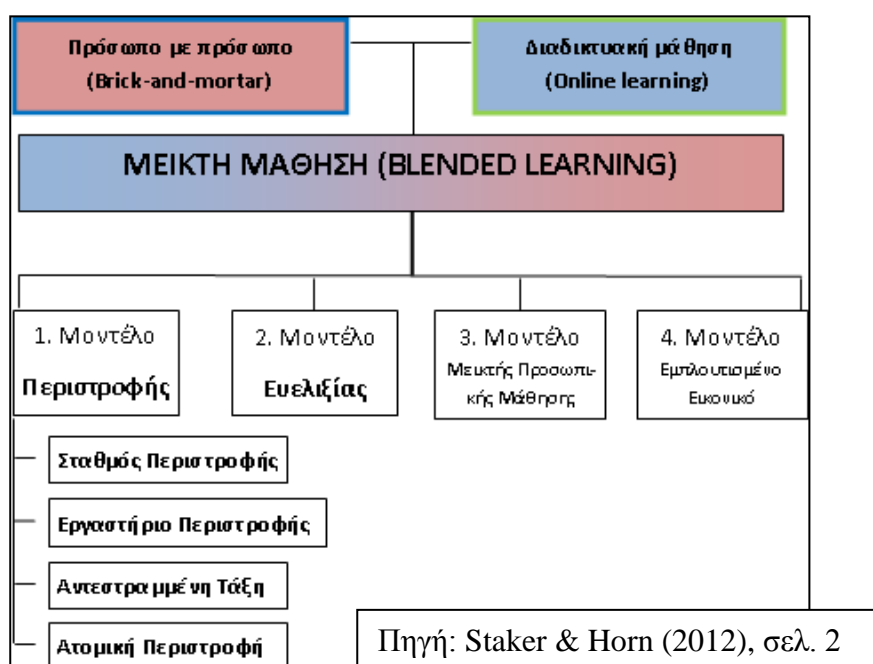 Πρόσωπο με πρόσωπο
(Brick-and-mortar)
Διαδικτυακή μάθηση
(Online learning)
ΜΕΙΚΤΗ ΜΑΘΗΣΗ (BLENDED LEARNING)
1. Μοντέλο
Περιστροφής
2. Μοντέλο
Ευελιξίας
3. Μοντέλο
Μεικτής Προσωπι-
κής Μάθησης
4. Μοντέλο
Εμπλουτισμένο
Εικονικό
Σταθμός Περιστροφής
Εργαστήριο Περιστροφής
Αντεστραμμένη Τάξη
Ατομική Περιστροφή
Πηγή: Staker & Horn (2012), σελ. 2